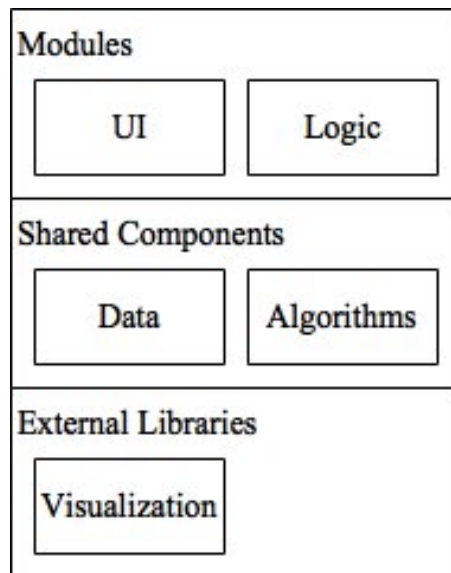 Modules
UI Logic
Shared Components
Data Algorithms
External Libraries
Visualization